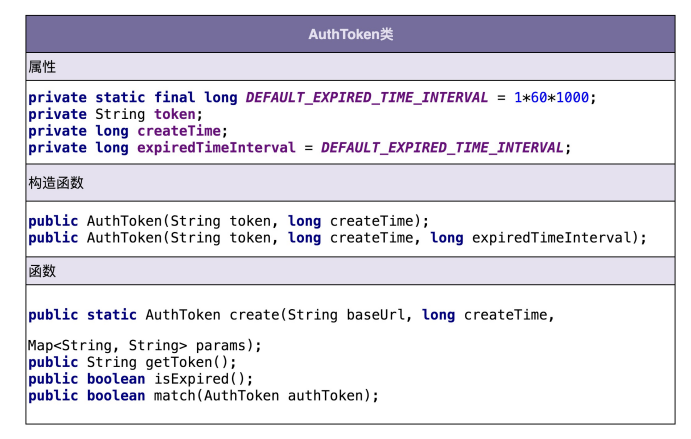 AuthToken类
属性
private static final long DEFAULT_EXPIRED_TIME_INTERVAL = 1*60*1000;
private String token;
private long createTime;
private long expiredTimeInterval = DEFAULT_EXPIRED_TIME_INTERVAL;
构造函数
public AuthToken(String token, long createTime);
public AuthToken(String token, long createTime, long expiredTimeInterval);
函数
public static AuthToken create(String baseUrl, long createTime,
Map<String, String> params);
public String getToken();
public boolean isExpired();
public boolean match(AuthToken authToken);